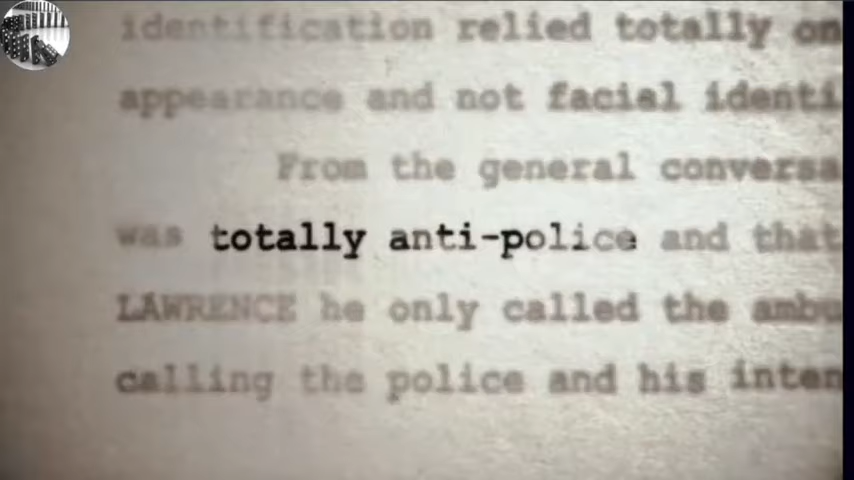 identification relied totally on
appearance and not facial identi
From the general conversa
was totally anti-police and that
LAWRENCE he only called the ambu
calling the police and his inten